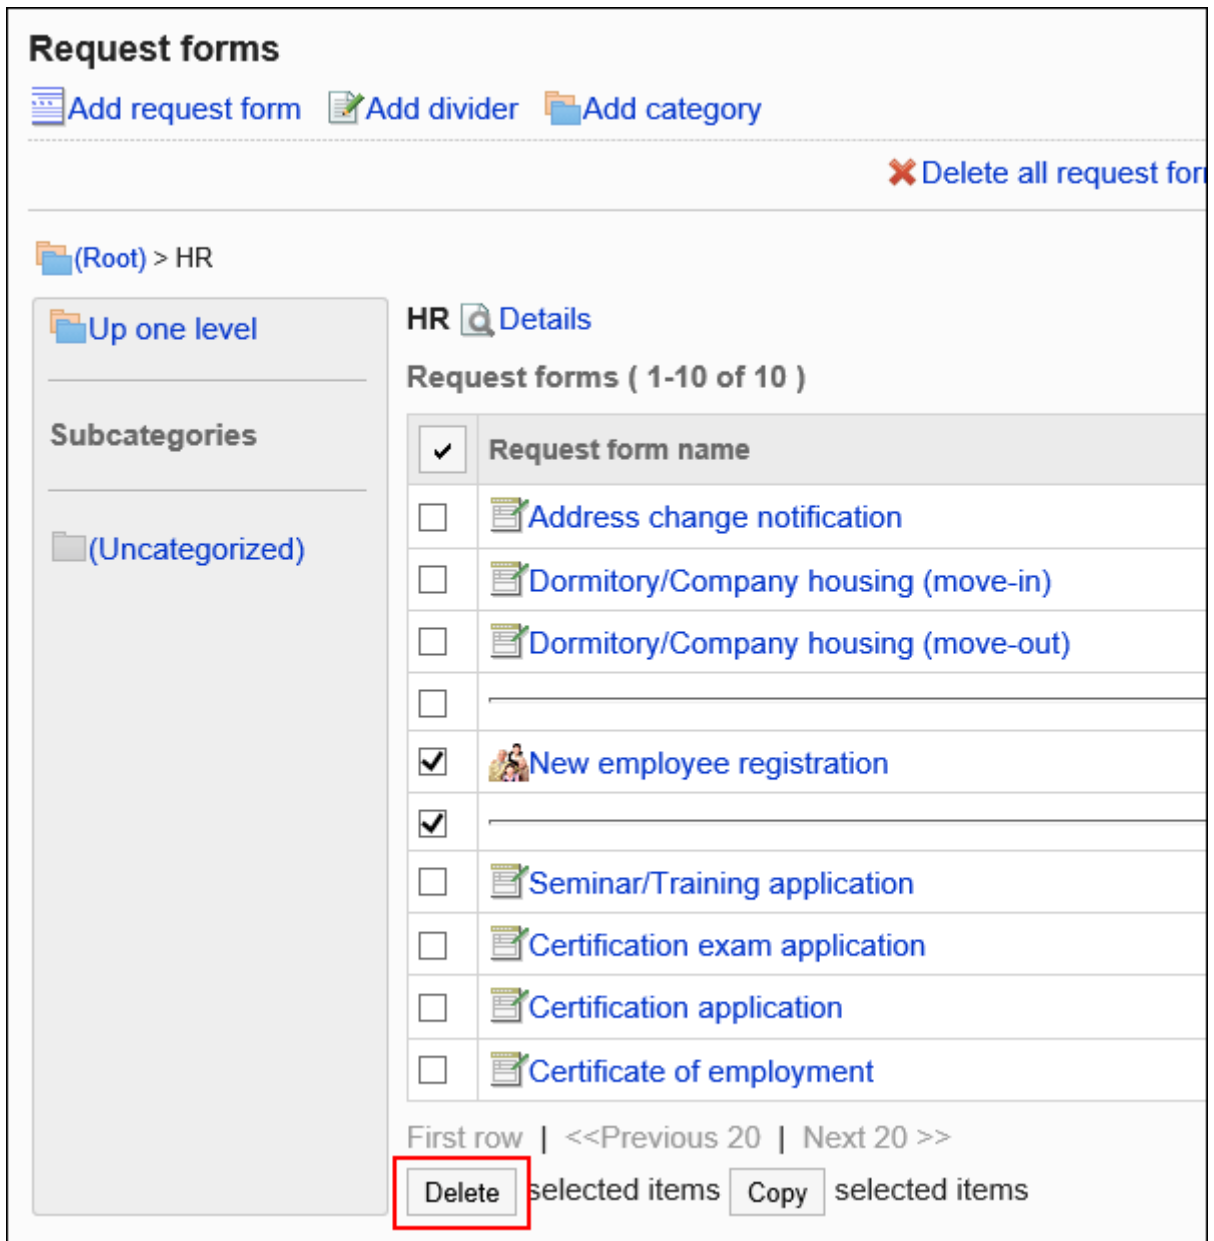 Request forms
Add request form Add divider Add category
Delete all request for
(Root) > HR
Up one level
Subcategories
(Uncategorized)
HR Details
Request forms ( 1-10 of 10 )
Request form name
Address change notification
Dormitory/Company housing (move-in)
Dormitory/Company housing (move-out)
New employee registration
Seminar/Training application
Certification exam application
Certification application
Certificate of employment
First row | <<Previous 20 | Next 20 >>
Delete selected items Copy selected items